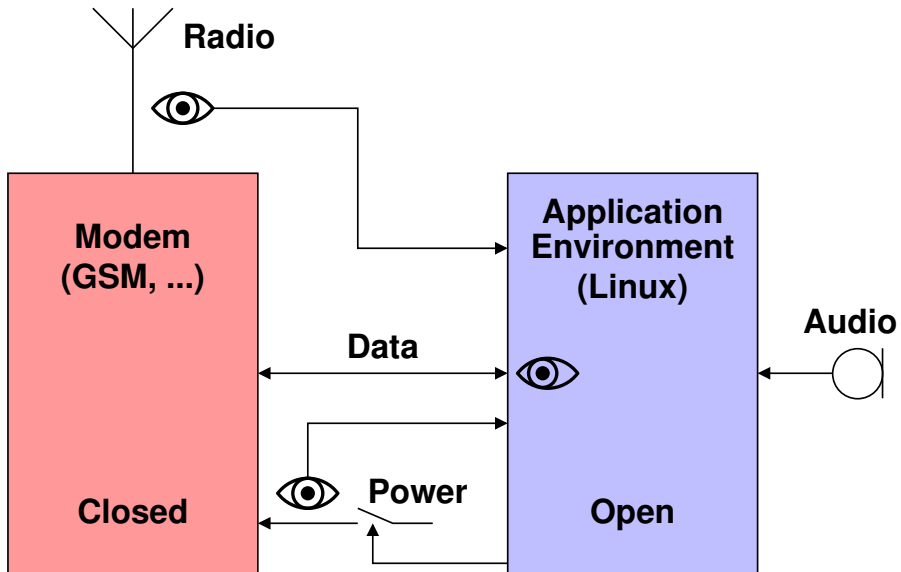 Radio
Modem
(GSM, ...)
Application
Environment
(Linux)
Audio
Data
Power
Closed
Open